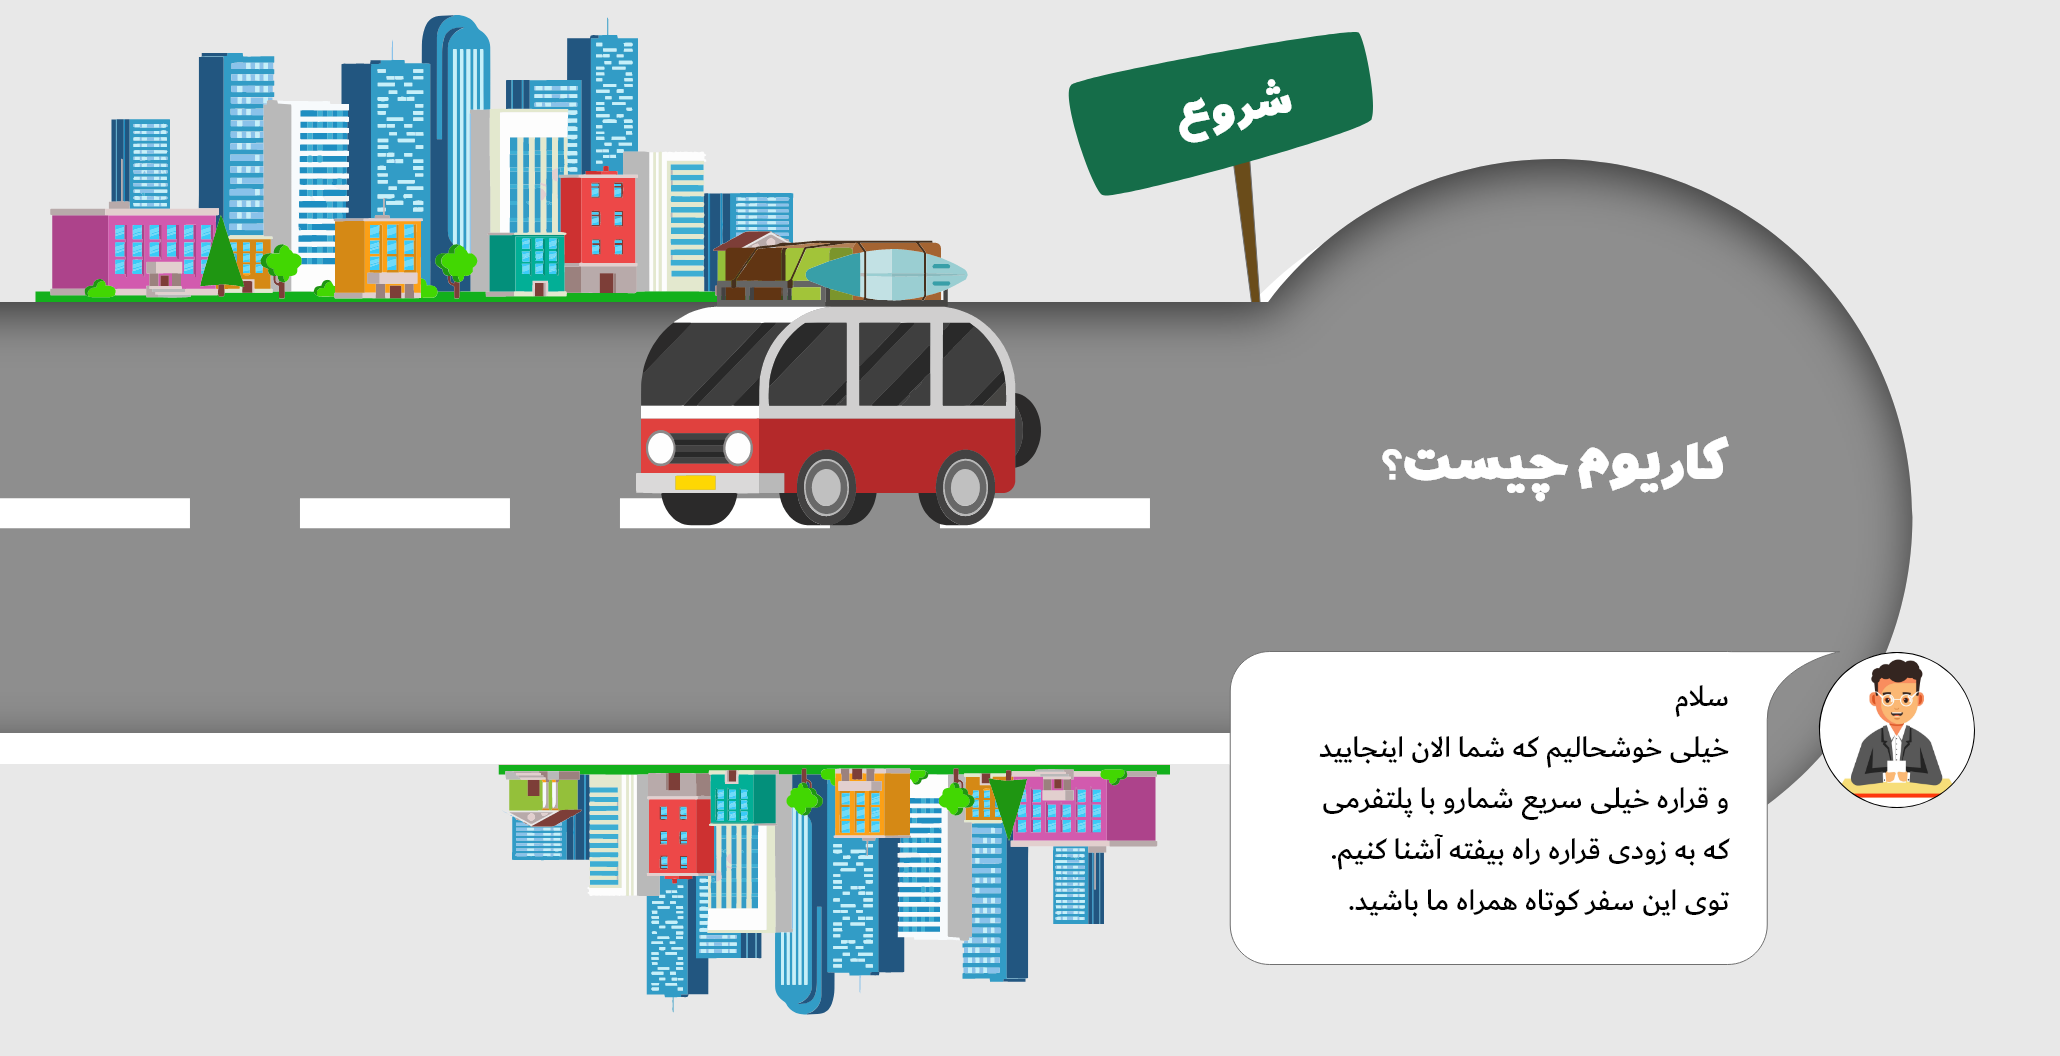 شروع
کاریوم چیست؟
سلام
خیلی خوشحالیم که شما الان اینجایید
و قراره خیلی سریع شمارو با پلتفرمی
که به زودی قراره راه بیفته آشنا کنیم.
توی این سفر کوتاه همراه ما باشید.